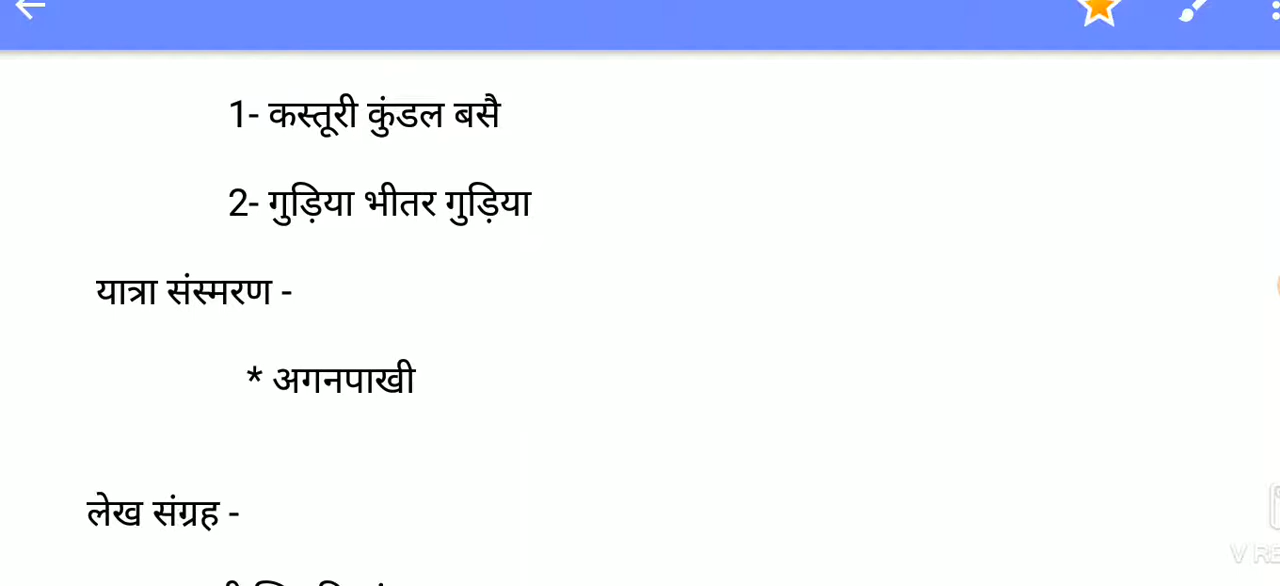 1- कस्तूरी कुंडल बसै
2- गुड़िया भीतर गुड़िया
यात्रा संस्मरण -
* अगनपाखी
लेख संग्रह -